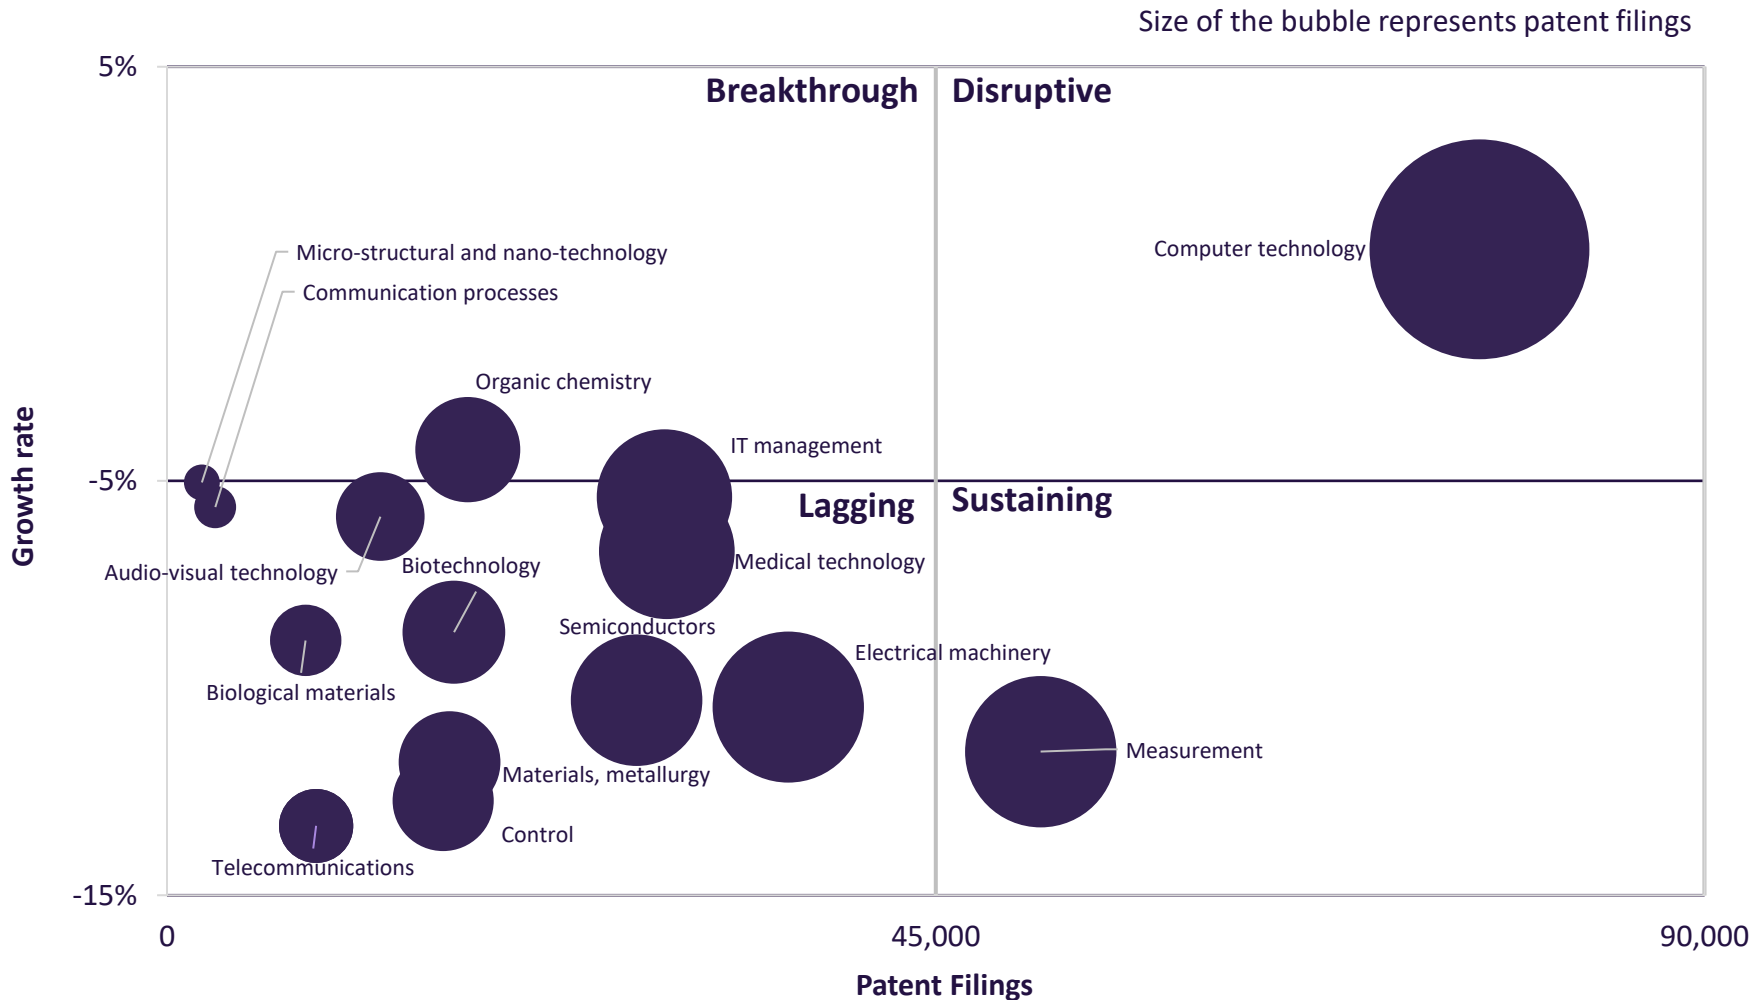 Size of the bubble represents patent filings
5%
Breakthrough
Disruptive
Computer technology
Micro-structural and nano-technology
Communication processes
Organic chemistry
IT management
Growth rate
-5%
Lagging
Sustaining
Medical technology
Audio-visual technology
Biotechnology
Semiconductors
Electrical machinery
Biological materials
Measurement
Materials, metallurgy
Control
Telecommunications
-15%
0
45,000
90,000
Patent Filings